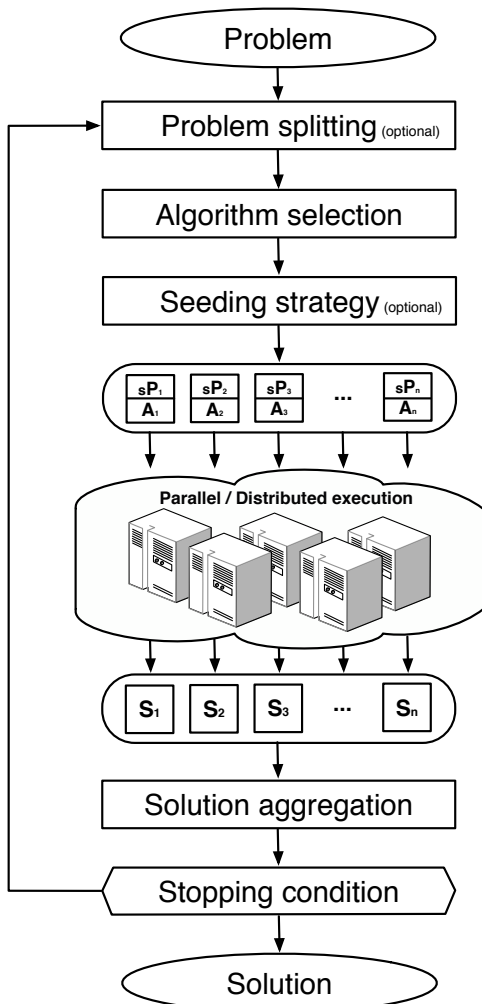 Problem
Problem splitting (optional)
Algorithm selection
Seeding strategy (optional)
sP1 sP2 sP3 ... sPn
A1 A2 A3 An
Parallel / Distributed execution
S1 S2 S3 ... Sn
Solution aggregation
Stopping condition
Solution